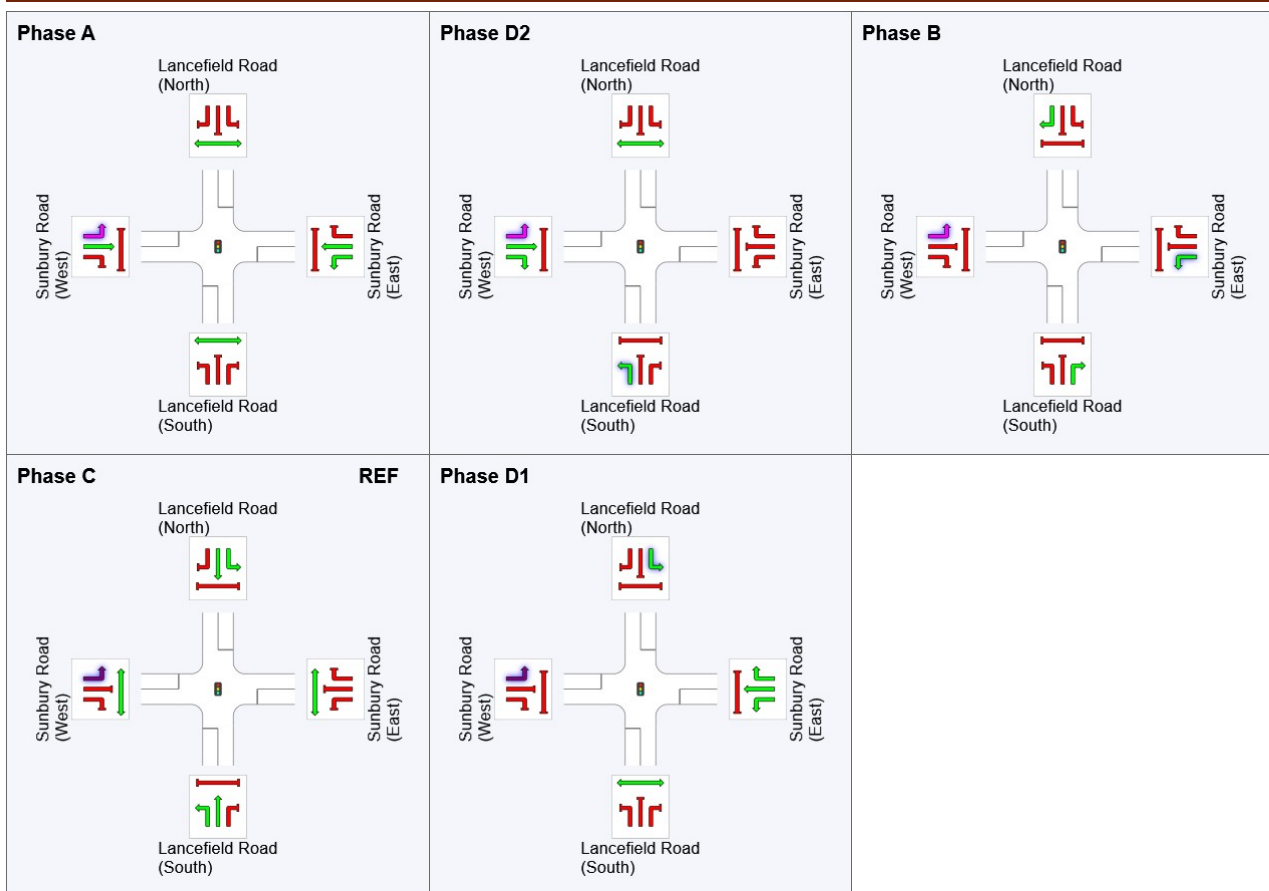 Phase A
Lancefield Road
(North)
Sunbury Road
(West)
Sunbury Road
(East)
Lancefield Road
(South)
Phase D2
Lancefield Road
(North)
Sunbury Road
(West)
Sunbury Road
(East)
Lancefield Road
(South)
Phase B
Lancefield Road
(North)
Sunbury Road
(West)
Sunbury Road
(East)
Lancefield Road
(South)
Phase C REF
Lancefield Road
(North)
Sunbury Road
(West)
Sunbury Road
(East)
Lancefield Road
(South)
Phase D1
Lancefield Road
(North)
Sunbury Road
(West)
Sunbury Road
(East)
Lancefield Road
(South)